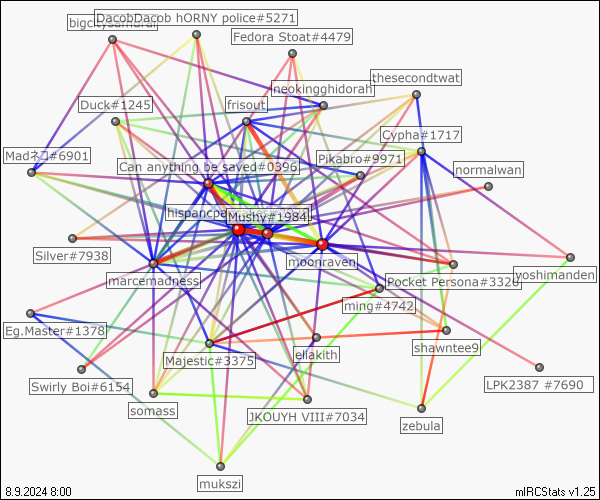 DacobDacob hORNY police#5271
Fedora Stoat#4479
thesecondtwat
neokingghidorah
Duck#1245
frisout
Cypha#1717
Madネコ#6901
Pikabro#9971
Can anything be saved#0396
normalwan
Mushy#1984
Silver#7938
moonraven
marcemadness
Pocket Persona#3320
yoshimanden
ming#4742
Eg.Master#1378
Majestic#3375
eliakith
shawntee9
Swirly Boi#6154
LPK2387 #7690
somass
JKOUYH VIII#7034
zebula
mukszi
8.9.2024 8:00
mIRCStats v1.25